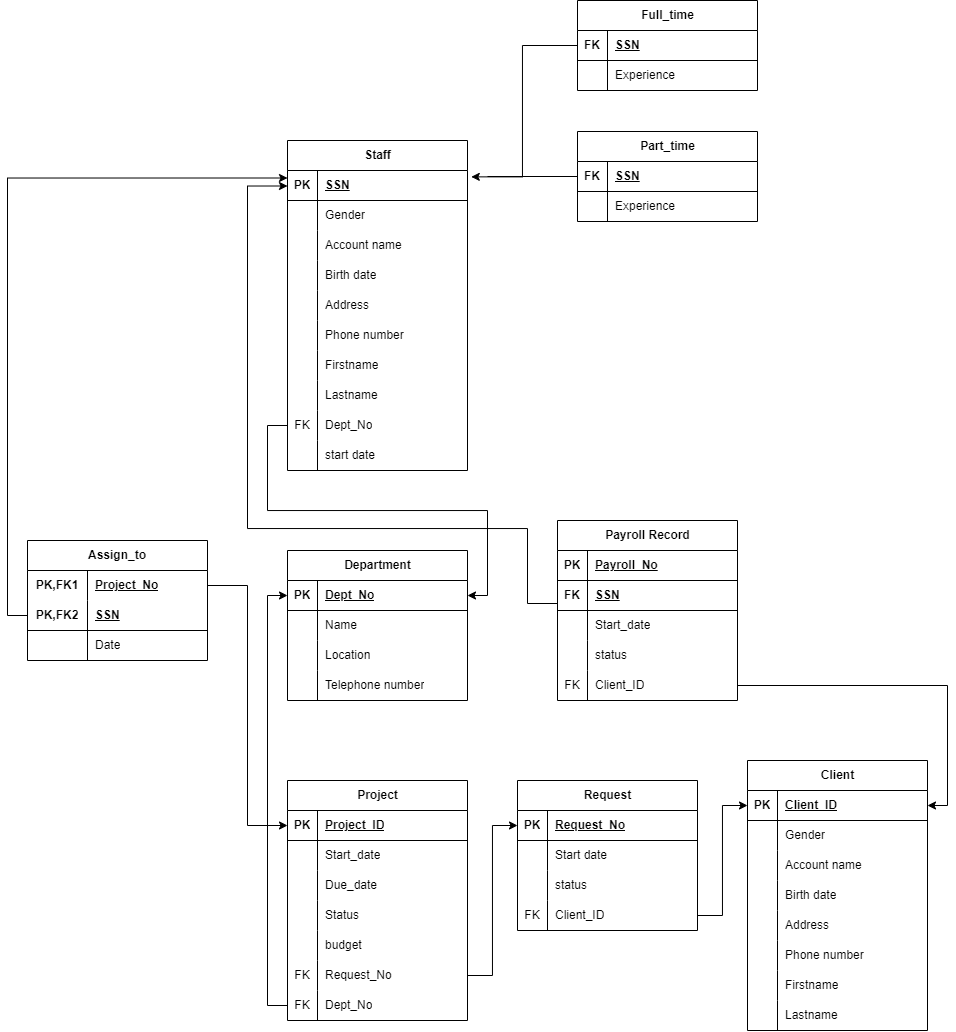 Full_time
FK SSN
Experience
Part_time
FK SSN
Experience
Staff
PK SSN
Gender
Account name
Birth date
Address
Phone number
Firstname
Lastname
FK Dept_No
start date
Assign_to
PK,FK1 Project_No
PK,FK2 SSN
Date
Department
PK Dept_No
Name
Location
Telephone number
Payroll Record
PK Payroll_No
FK SSN
Start_date
status
FK Client_ID
Project
PK Project_ID
Start_date
Due_date
Status
budget
FK Request_No
FK Dept_No
Request
PK Request_No
Start date
status
FK Client_ID
Client
PK Client_ID
Gender
Account name
Birth date
Address
Phone number
Firstname
Lastname